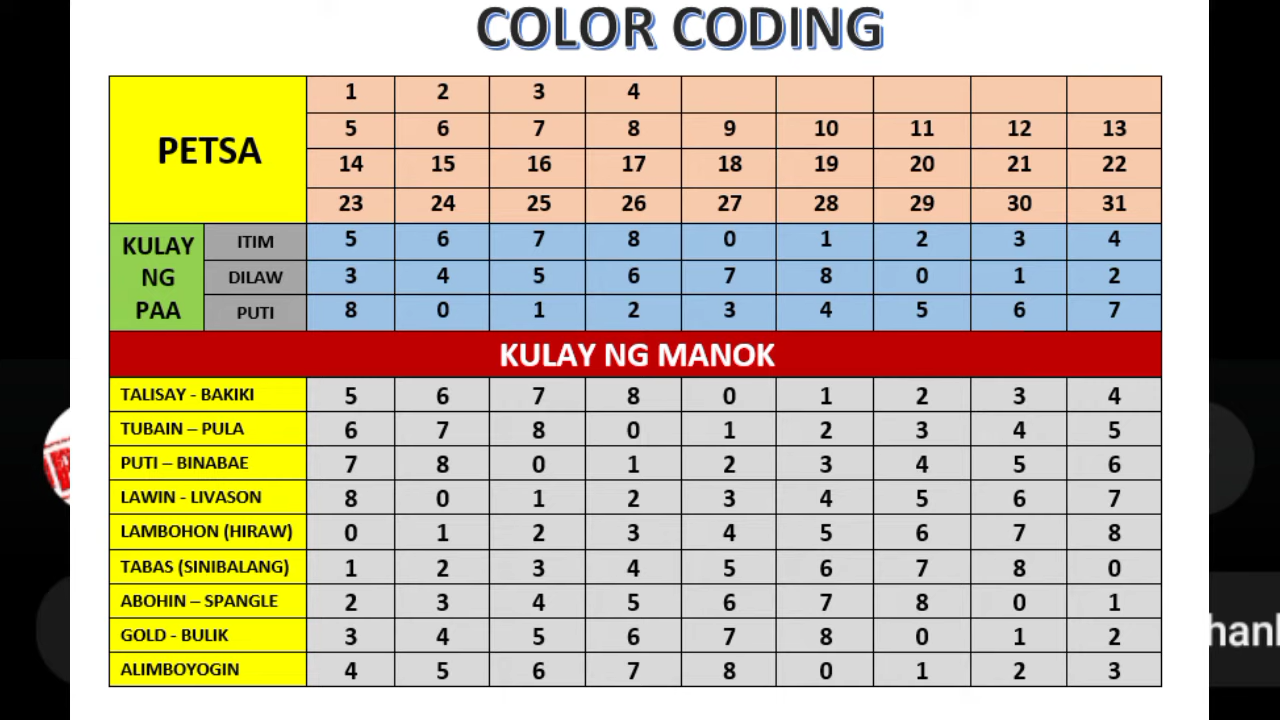 COLOR CODING
PETSA
1 2 3 4
5 6 7 8 9 10 11 12 13
14 15 16 17 18 19 20 21 22
23 24 25 26 27 28 29 30 31
KULAY
NG
PAA
ITIM 5 6 7 8 0 1 2 3 4
DILAW 3 4 5 6 7 8 0 1 2
PUTI 8 0 1 2 3 4 5 6 7
KULAY NG MANOK
TALISAY - BAKIKI 5 6 7 8 0 1 2 3 4
TUBAIN – PULA 6 7 8 0 1 2 3 4 5
PUTI – BINABAE 7 8 0 1 2 3 4 5 6
LAWIN - LIVASON 8 0 1 2 3 4 5 6 7
LAMBOHON (HIRAW) 0 1 2 3 4 5 6 7 8
TABAS (SINIBALANG) 1 2 3 4 5 6 7 8 0
ABOHIN – SPANGLE 2 3 4 5 6 7 8 0 1
GOLD - BULIK 3 4 5 6 7 8 0 1 2
ALIMBOYOGIN 4 5 6 7 8 0 1 2 3